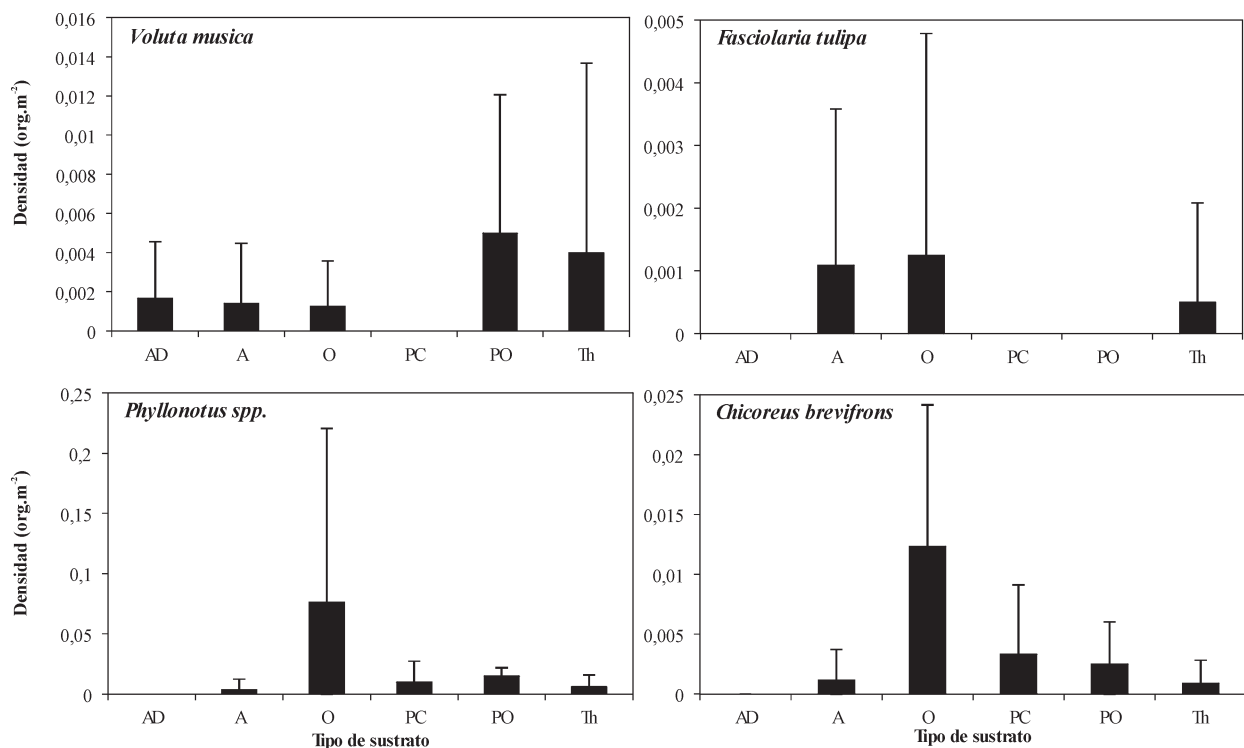 Voluta musica
Densidad (org.m-2)
0,016
0,014
0,012
0,01
0,008
0,006
0,004
0,002
0
AD A O PC PO Th
Fasciolaria tulipa
0,005
0,004
0,003
0,002
0,001
0
AD A O PC PO Th
Phyllonotus spp.
Densidad (org.m-2)
0,25
0,2
0,15
0,1
0,05
0
AD A O PC PO Th
Tipo de sustrato
Chicoreus brevifrons
0,025
0,02
0,015
0,01
0,005
0
AD A O PC PO Th
Tipo de sustrato